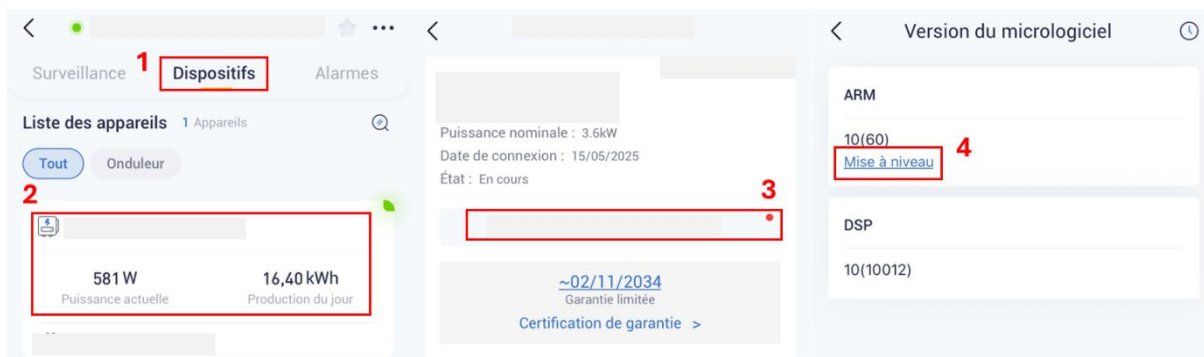 1
Surveillance Dispositifs Alarmes
Liste des appareils 1 Appareils
Tout Onduleur
2
581 W 16,40 kWh
Puissance actuelle Production du jour
Puissance nominale : 3.6kW
Date de connexion : 15/05/2025
État : En cours
3
~02/11/2034
Garantie limitée
Certification de garantie >
Version du micrologiciel
ARM
10(60)
4
Mise à niveau
DSP
10(10012)